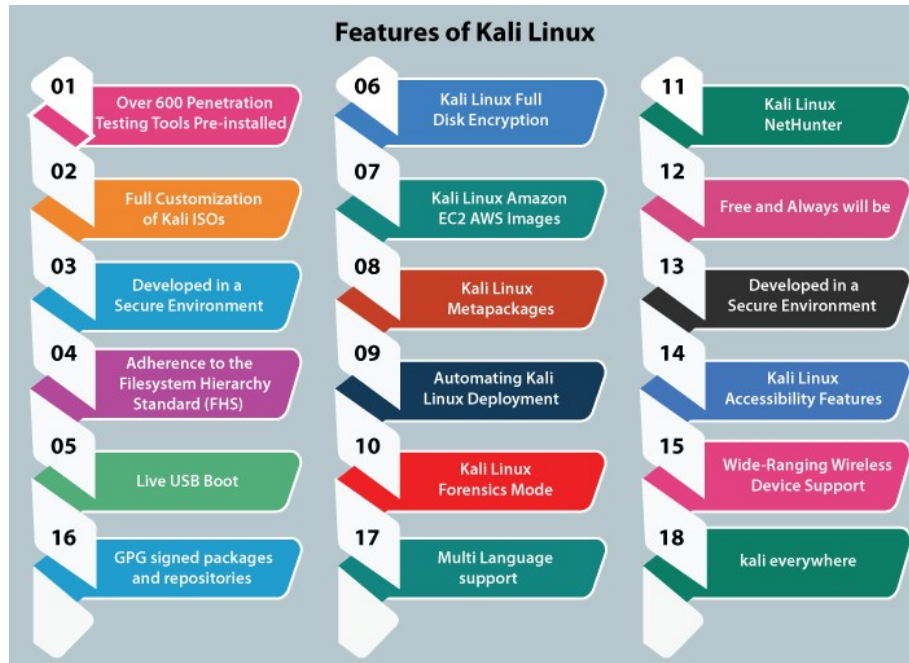 Features of Kali Linux
01
Over 600 Penetration
Testing Tools Pre-installed
02
Full Customization
of Kali ISOs
03
Developed in a
Secure Environment
04
Adherence to the
Filesystem Hierarchy
Standard (FHS)
05
Live USB Boot
16
GPG signed packages
and repositories
06
Kali Linux Full
Disk Encryption
07
Kali Linux Amazon
EC2 AWS Images
08
Kali Linux
Metapackages
09
Automating Kali
Linux Deployment
10
Kali Linux
Forensics Mode
17
Multi Language
support
11
Kali Linux
NetHunter
12
Free and Always will be
13
Developed in a
Secure Environment
14
Kali Linux
Accessibility Features
15
Wide-Ranging Wireless
Device Support
18
kali everywhere